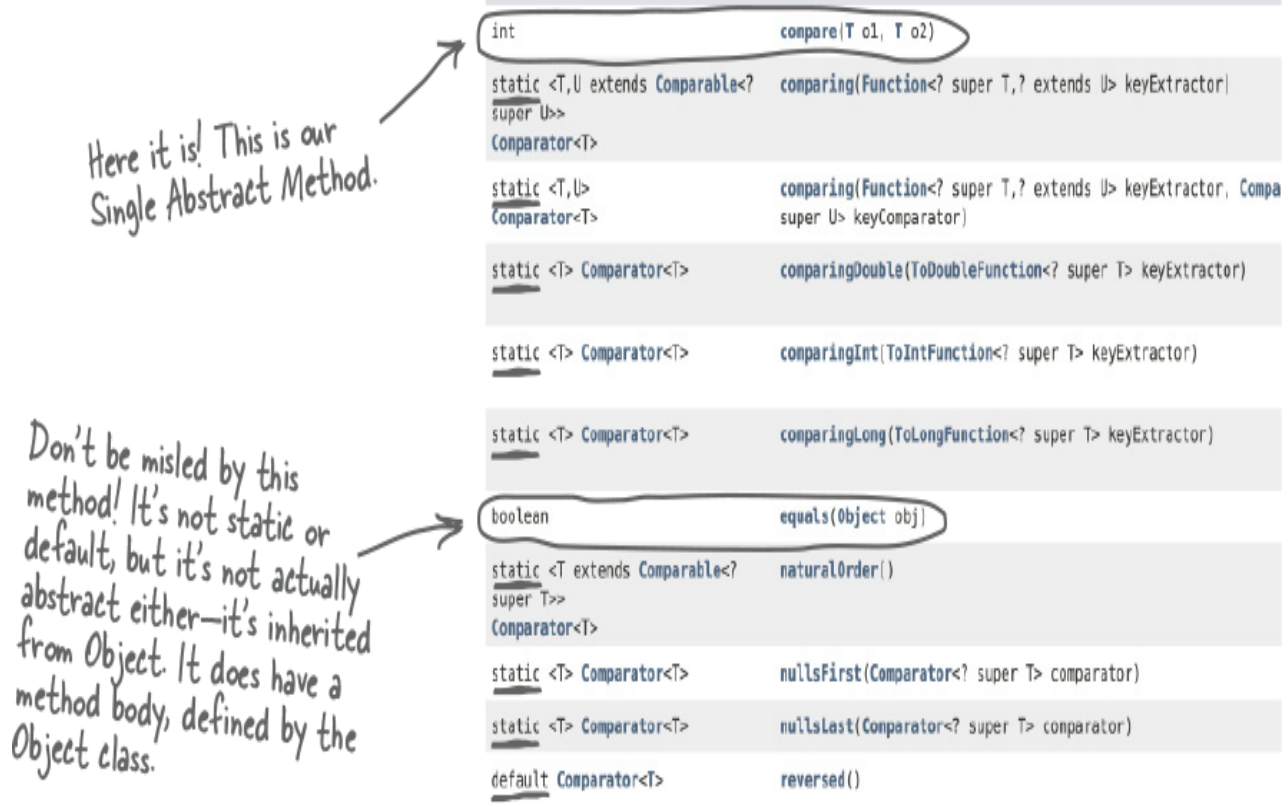 int compare(T o1, T o2)
static <T,U extends Comparable<? comparing(Function<? super T,? extends U> keyExtractor)
super U>>
Comparator<T>
Here it is! This is our
Single Abstract Method.
static <T,U> comparing(Function<? super T,? extends U> keyExtractor, Compa
Comparator<T> super U> keyComparator)
static <T> Comparator<T> comparingDouble(ToDoubleFunction<? super T> keyExtractor)
static <T> Comparator<T> comparingInt(ToIntFunction<? super T> keyExtractor)
static <T> Comparator<T> comparingLong(ToLongFunction<? super T> keyExtractor)
Don't be misled by this
method! It's not static or
default, but it's not actually
abstract either—it's inherited
from Object. It does have a
method body, defined by the
Object class.
boolean equals(Object obj)
static <T extends Comparable<? naturalOrder()
super T>>
Comparator<T>
static <T> Comparator<T> nullsFirst(Comparator<? super T> comparator)
static <T> Comparator<T> nullsLast(Comparator<? super T> comparator)
default Comparator<T> reversed()